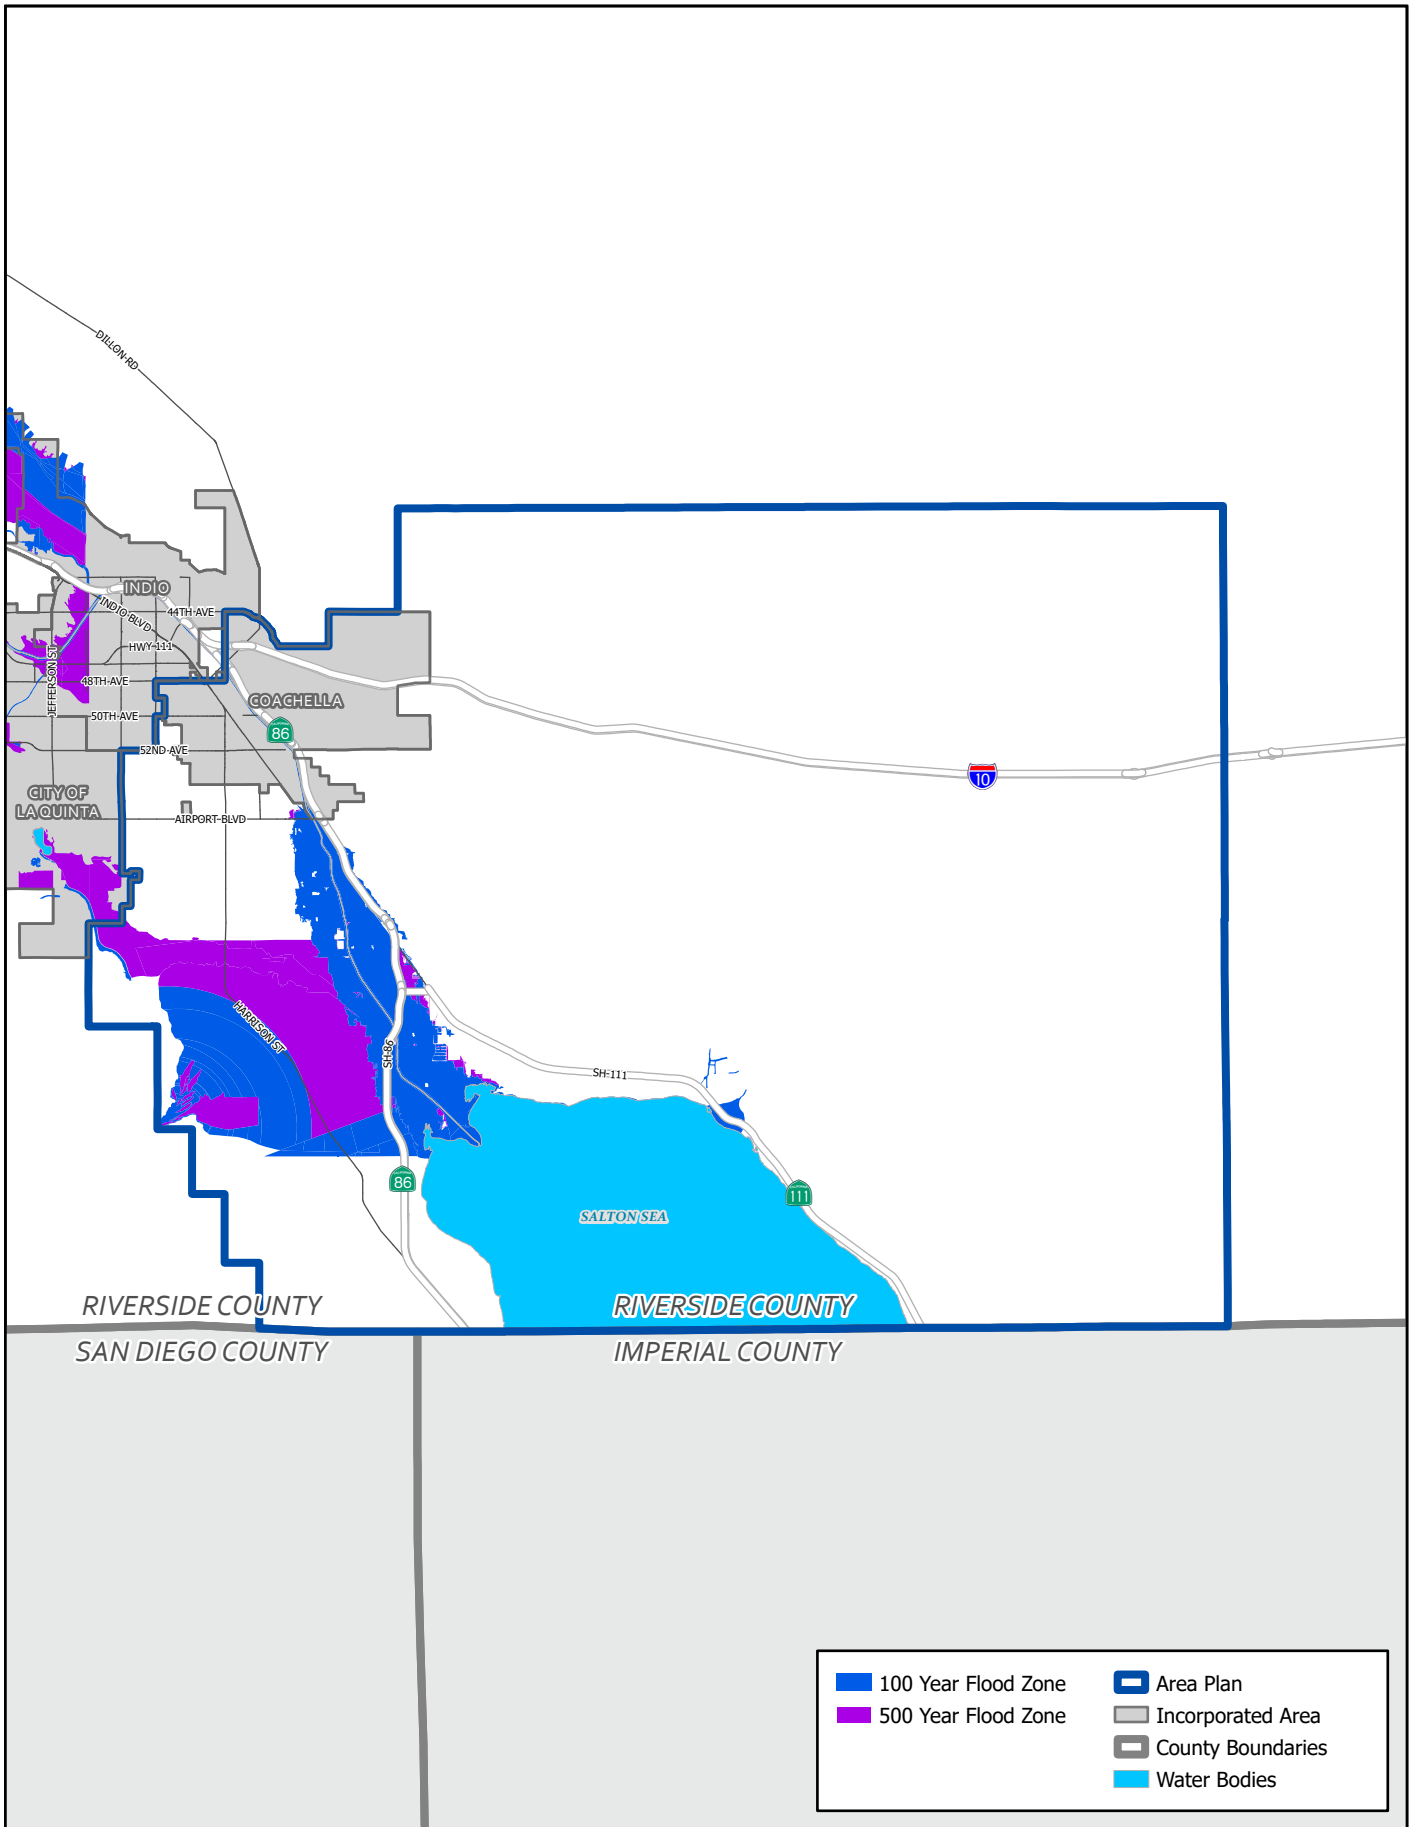 DILLON RD
INDIO
44TH AVE
INDIO BLVD
HWY 111
JEFFERSON ST
48TH AVE
COACHELLA
50TH AVE
86
52ND AVE
10
CITY OF
LA QUINTA
AIRPORT BLVD
HARRISON ST
SH-86
SH-111
86
111
SALTON SEA
RIVERSIDE COUNTY
RIVERSIDE COUNTY
SAN DIEGO COUNTY
IMPERIAL COUNTY
100 Year Flood Zone
500 Year Flood Zone
Area Plan
Incorporated Area
County Boundaries
Water Bodies